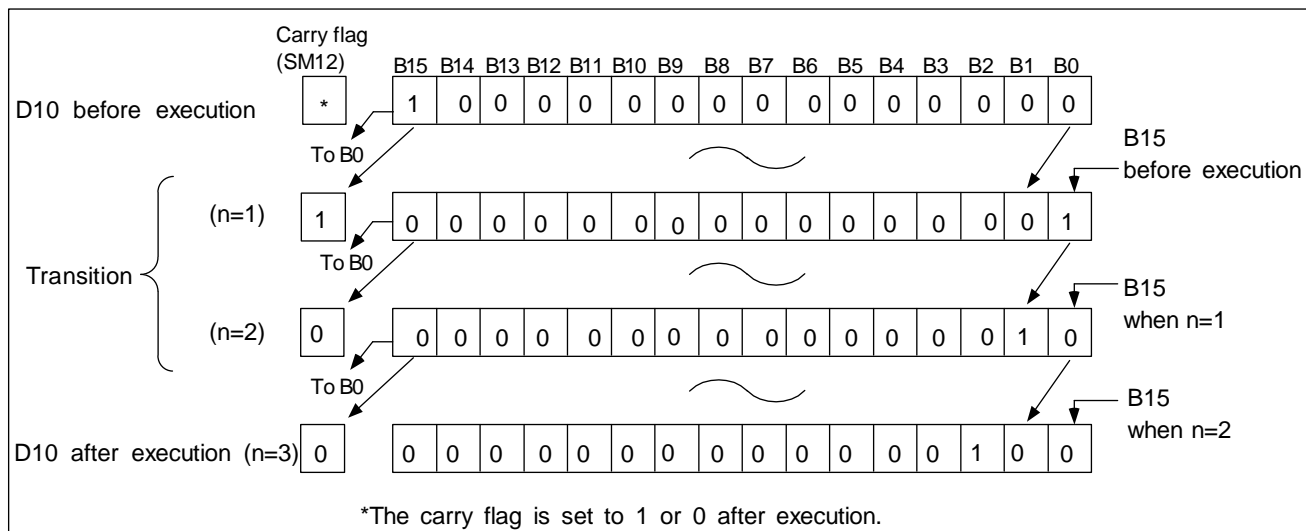 Carry flag
(SM12)
B15 B14 B13 B12 B11 B10 B9 B8 B7 B6 B5 B4 B3 B2 B1 B0
D10 before execution * 1 0 0 0 0 0 0 0 0 0 0 0 0 0 0 0
To B0
B15
before execution
(n=1) 1 0 0 0 0 0 0 0 0 0 0 0 0 0 0 0 1
To B0
Transition
B15
when n=1
(n=2) 0 0 0 0 0 0 0 0 0 0 0 0 0 0 0 1 0
To B0
B15
when n=2
D10 after execution (n=3) 0 0 0 0 0 0 0 0 0 0 0 0 0 0 1 0 0
*The carry flag is set to 1 or 0 after execution.